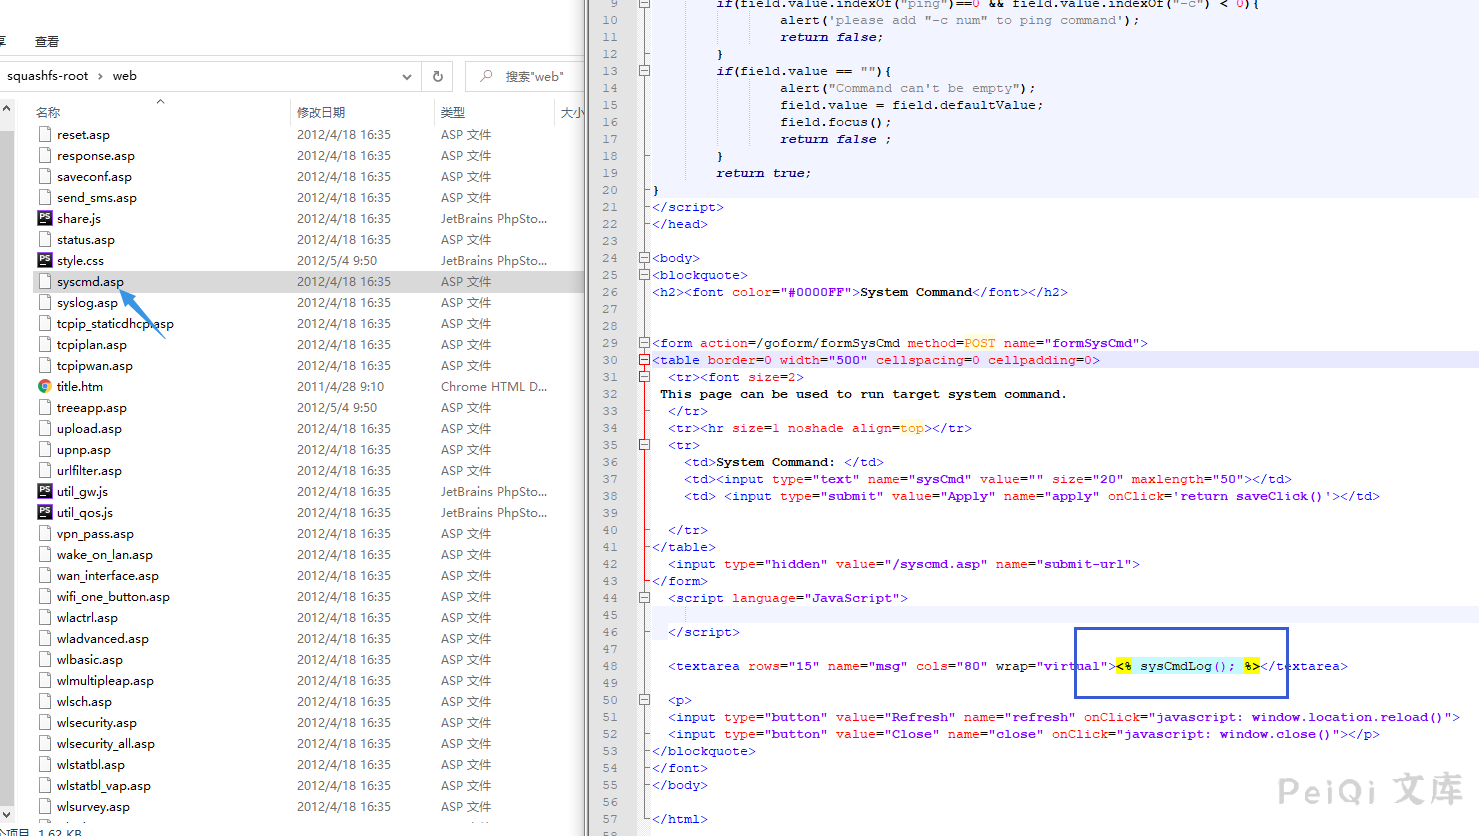 查看
squashfs-root › web
搜索"web"
名称 修改日期 类型 大小
reset.asp 2012/4/18 16:35 ASP 文件
response.asp 2012/4/18 16:35 ASP 文件
saveconf.asp 2012/4/18 16:35 ASP 文件
send_sms.asp 2012/4/18 16:35 ASP 文件
share.js 2012/4/18 16:35 JetBrains PhpSto...
status.asp 2012/4/18 16:35 ASP 文件
style.css 2012/5/4 9:50 JetBrains PhpSto...
syscmd.asp 2012/4/18 16:35 ASP 文件
syslog.asp 2012/4/18 16:35 ASP 文件
tcpip_staticdhcp.asp 2012/4/18 16:35 ASP 文件
tcpiplan.asp 2012/4/18 16:35 ASP 文件
tcpipwan.asp 2012/4/18 16:35 ASP 文件
title.htm 2011/4/28 9:10 Chrome HTML D...
treeapp.asp 2012/5/4 9:50 ASP 文件
upload.asp 2012/4/18 16:35 ASP 文件
upnp.asp 2012/4/18 16:35 ASP 文件
urlfilter.asp 2012/4/18 16:35 ASP 文件
util_gw.js 2012/4/18 16:35 JetBrains PhpSto...
util_qos.js 2012/4/18 16:35 JetBrains PhpSto...
vpn_pass.asp 2012/4/18 16:35 ASP 文件
wake_on_lan.asp 2012/4/18 16:35 ASP 文件
wan_interface.asp 2012/4/18 16:35 ASP 文件
wifi_one_button.asp 2012/4/18 16:35 ASP 文件
wlactrl.asp 2012/4/18 16:35 ASP 文件
wladvanced.asp 2012/4/18 16:35 ASP 文件
wlbasic.asp 2012/4/18 16:35 ASP 文件
wlmultipleap.asp 2012/4/18 16:35 ASP 文件
wlsch.asp 2012/4/18 16:35 ASP 文件
wlsecurity.asp 2012/4/18 16:35 ASP 文件
wlsecurity_all.asp 2012/4/18 16:35 ASP 文件
wlstatbl.asp 2012/4/18 16:35 ASP 文件
wlstatbl_vap.asp 2012/4/18 16:35 ASP 文件
wlsurvey.asp 2012/4/18 16:35 ASP 文件
个项目 1.62 KB
9 if(field.value.indexOf("ping")==0 && field.value.indexOf("-c") < 0){
10 alert('please add "-c num" to ping command');
11 return false;
12 }
13 if(field.value == ""){
14 alert("Command can't be empty");
15 field.value = field.defaultValue;
16 field.focus();
17 return false ;
18 }
19 return true;
20 }
21 </script>
22 </head>
23
24 <body>
25 <blockquote>
26 <h2><font color="#0000FF">System Command</font></h2>
27
28
29 <form action=/goform/formSysCmd method=POST name="formSysCmd">
30 <table border=0 width="500" cellspacing=0 cellpadding=0>
31 <tr><font size=2>
32 This page can be used to run target system command.
33 </tr>
34 <tr><hr size=1 noshade align=top></tr>
35 <tr>
36 <td>System Command: </td>
37 <td><input type="text" name="sysCmd" value="" size="20" maxlength="50"></td>
38 <td> <input type="submit" value="Apply" name="apply" onClick='return saveClick()'></td>
39
40 </tr>
41 </table>
42 <input type="hidden" value="/syscmd.asp" name="submit-url">
43 </form>
44 <script language="JavaScript">
45
46 </script>
47
48 <textarea rows="15" name="msg" cols="80" wrap="virtual"><% sysCmdLog(); %></textarea>
49
50 <p>
51 <input type="button" value="Refresh" name="refresh" onClick="javascript: window.location.reload()">
52 <input type="button" value="Close" name="close" onClick="javascript: window.close()"></p>
53 </blockquote>
54 </font>
55 </body>
56
57 </html>
58
PeiQi 文库